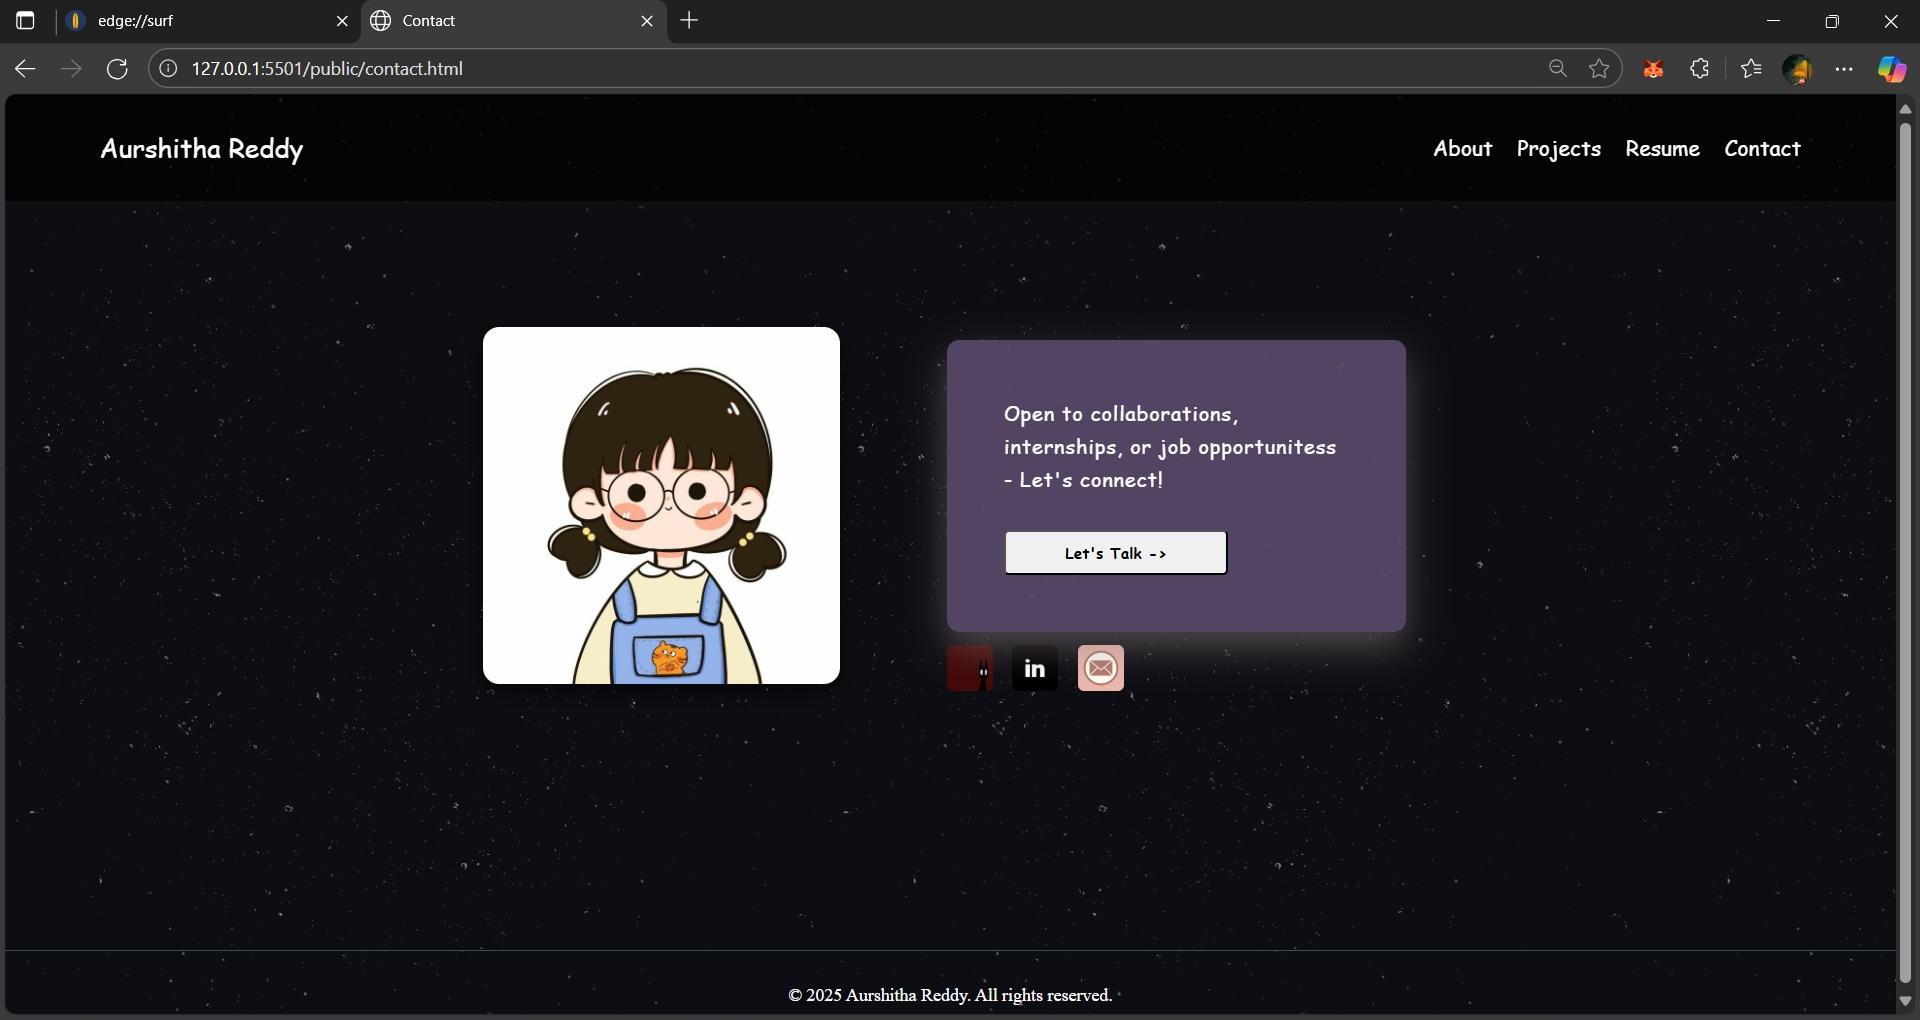 edge://surf
Contact
127.0.0.1:5501/public/contact.html
Aurshitha Reddy
About Projects Resume Contact
Open to collaborations,
internships, or job opportunitess
- Let's connect!
Let's Talk ->
in
© 2025 Aurshitha Reddy. All rights reserved.